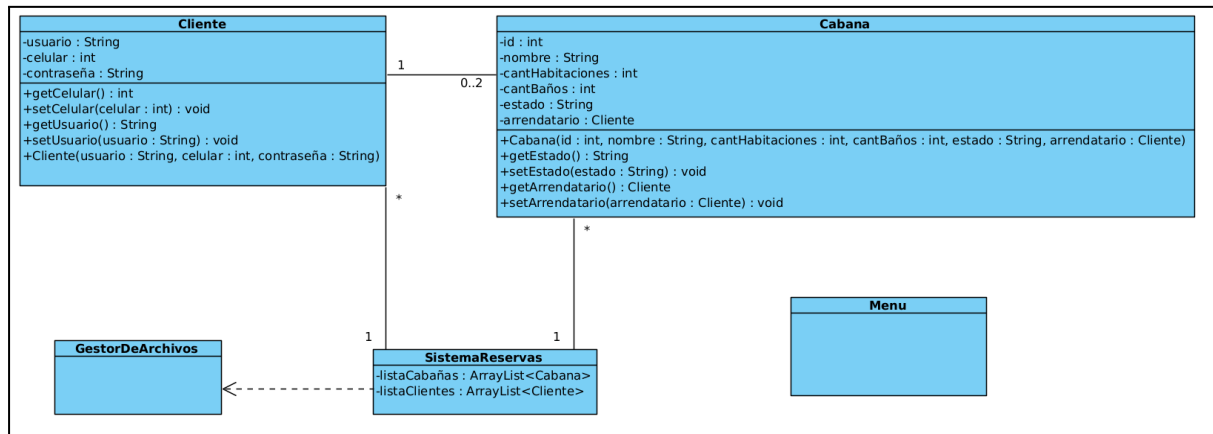 Cliente
-usuario : String
-celular : int
-contraseña : String
+getCelular() : int
+setCelular(celular : int) : void
+getUsuario() : String
+setUsuario(usuario : String) : void
+Cliente(usuario : String, celular : int, contraseña : String)
1
0..2
Cabana
-id : int
-nombre : String
-cantHabitaciones : int
-cantBaños : int
-estado : String
-arrendatario : Cliente
+Cabana(id : int, nombre : String, cantHabitaciones : int, cantBaños : int, estado : String, arrendatario : Cliente)
+getEstado() : String
+setEstado(estado : String) : void
+getArrendatario() : Cliente
+setArrendatario(arrendatario : Cliente) : void
*
*
1
1
GestorDeArchivos
SistemaReservas
-listaCabañas : ArrayList<Cabana>
-listaClientes : ArrayList<Cliente>
Menu